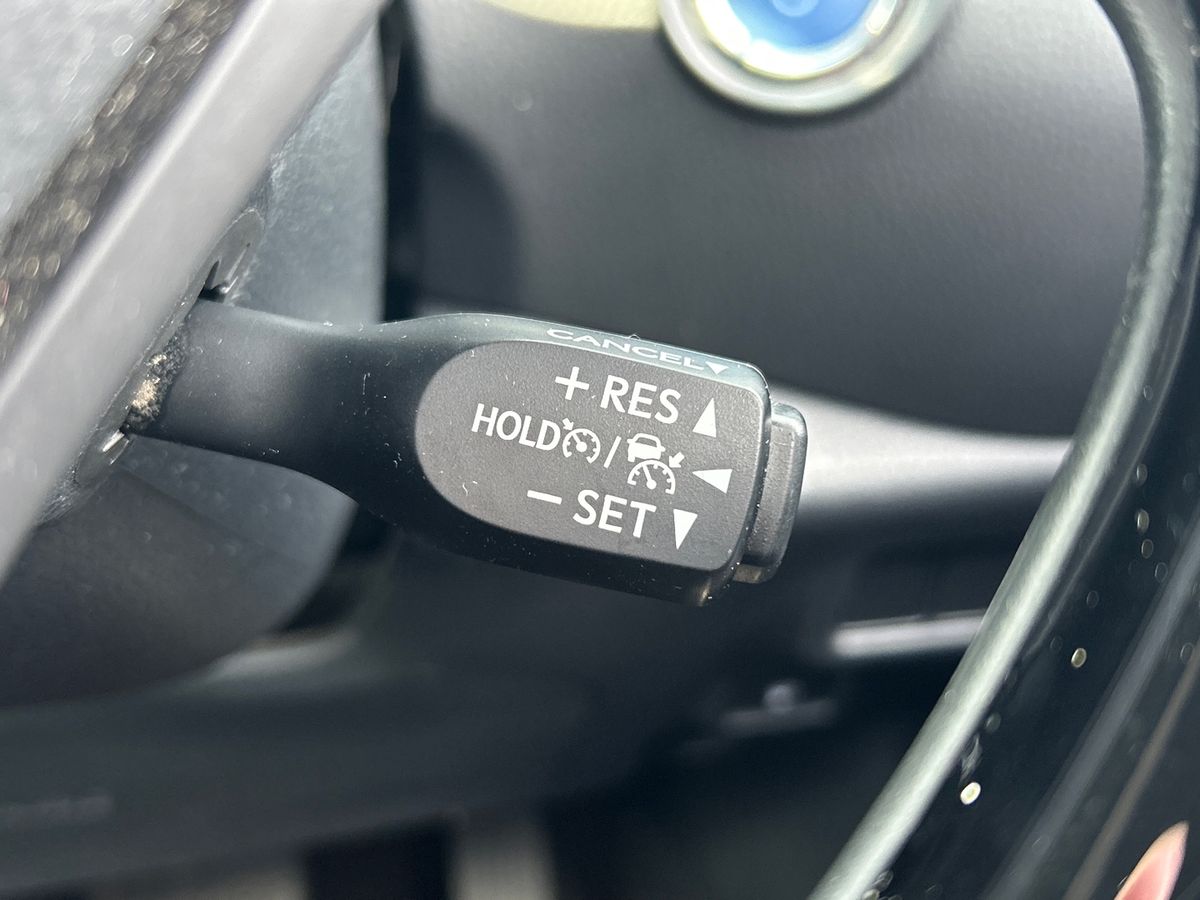 CANCEL
+ RES
HOLD /
- SET